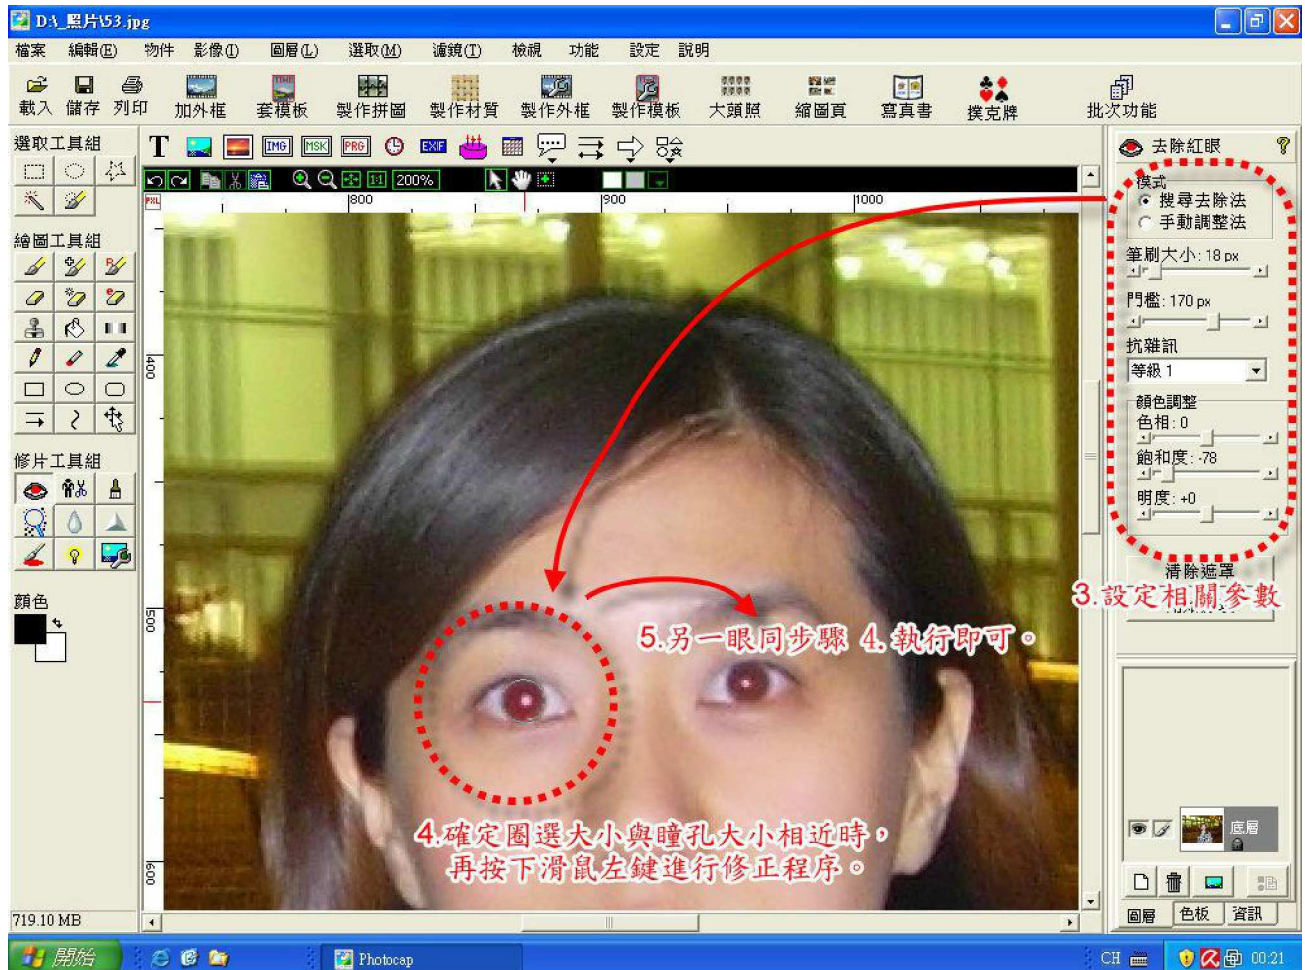 D:\_照片\53.jpg
檔案 編輯(E) 物件 影像(I) 圖層(L) 選取(M) 濾鏡(T) 檢視 功能 設定 說明
載入 儲存 列印 加外框 套模板 製作拼圖 製作材質 製作外框 製作模板 大頭照 縮圖頁 寫真書 撲克牌 批次功能
選取工具組
T IMG MSK PRG EXIF
去除紅眼
200%
模式
搜尋去除法
手動調整法
PXL 800 900 1000
繪圖工具組
筆刷大小: 18 px
門檻: 170 px
抗雜訊
等級 1
400
顏色調整
色相: 0
飽和度: -78
明度: +0
修片工具組
清除遮罩
3.設定相關參數
顏色
500
5.另一眼同步驟 4.執行即可。
4.確定圈選大小與瞳孔大小相近時，
再按下滑鼠左鍵進行修正程序。
底層
600
719.10 MB
圖層 色板 資訊
開始 Photocap CH 00:21